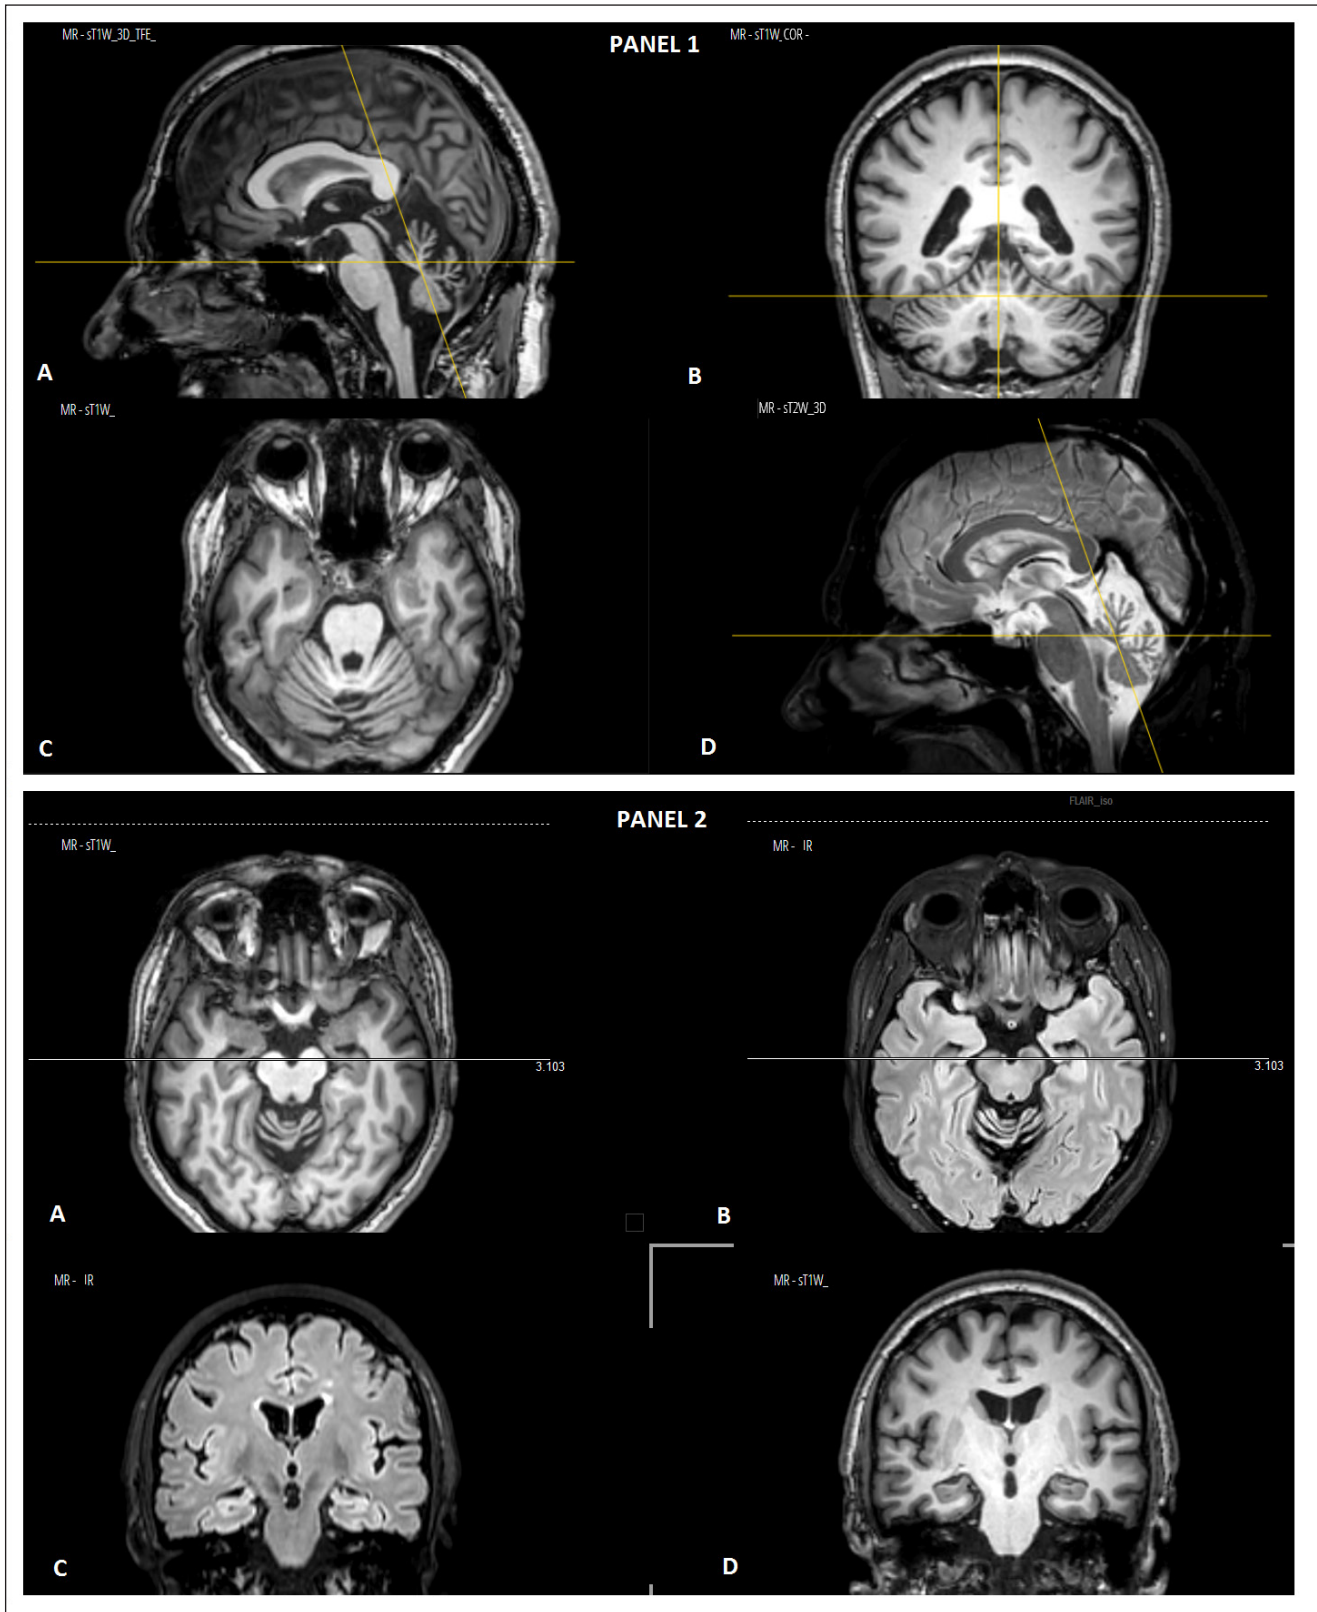 MR - sT1W_3D_TFE_
PANEL 1
MR - sT1W_COR -
A
B
MR - sT1W_
MR - sT2W_3D
C
D
PANEL 2
FLAIR_iso
MR - sT1W_
MR - IR
3.103
3.103
A
B
MR - IR
MR - sT1W_
C
D